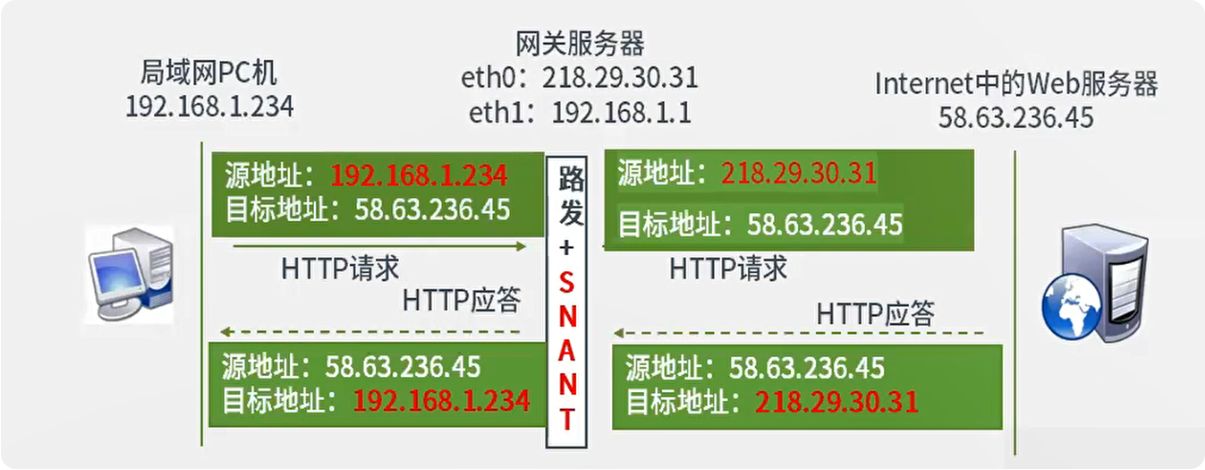 局域网PC机
192.168.1.234
网关服务器
eth0：218.29.30.31
eth1：192.168.1.1
Internet中的Web服务器
58.63.236.45
源地址：192.168.1.234
目标地址：58.63.236.45
HTTP请求
HTTP应答
源地址：58.63.236.45
目标地址：192.168.1.234
路发+SNANT
源地址：218.29.30.31
目标地址：58.63.236.45
HTTP请求
HTTP应答
源地址：58.63.236.45
目标地址：218.29.30.31